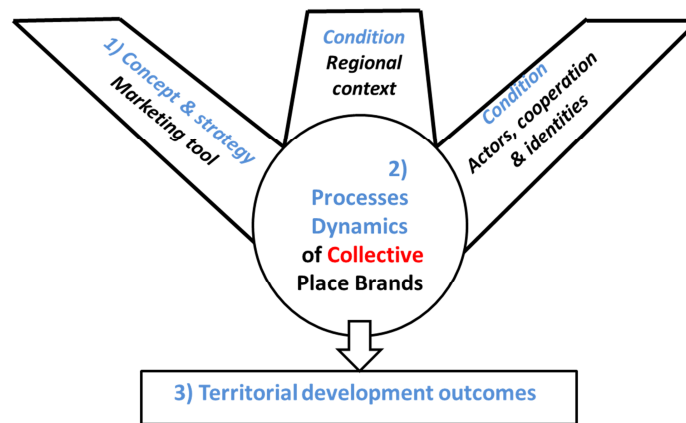 1) Concept & strategy
Marketing tool
Condition
Regional
context
Condition
Actors, cooperation
& identities
2)
Processes
Dynamics
of Collective
Place Brands
3) Territorial development outcomes